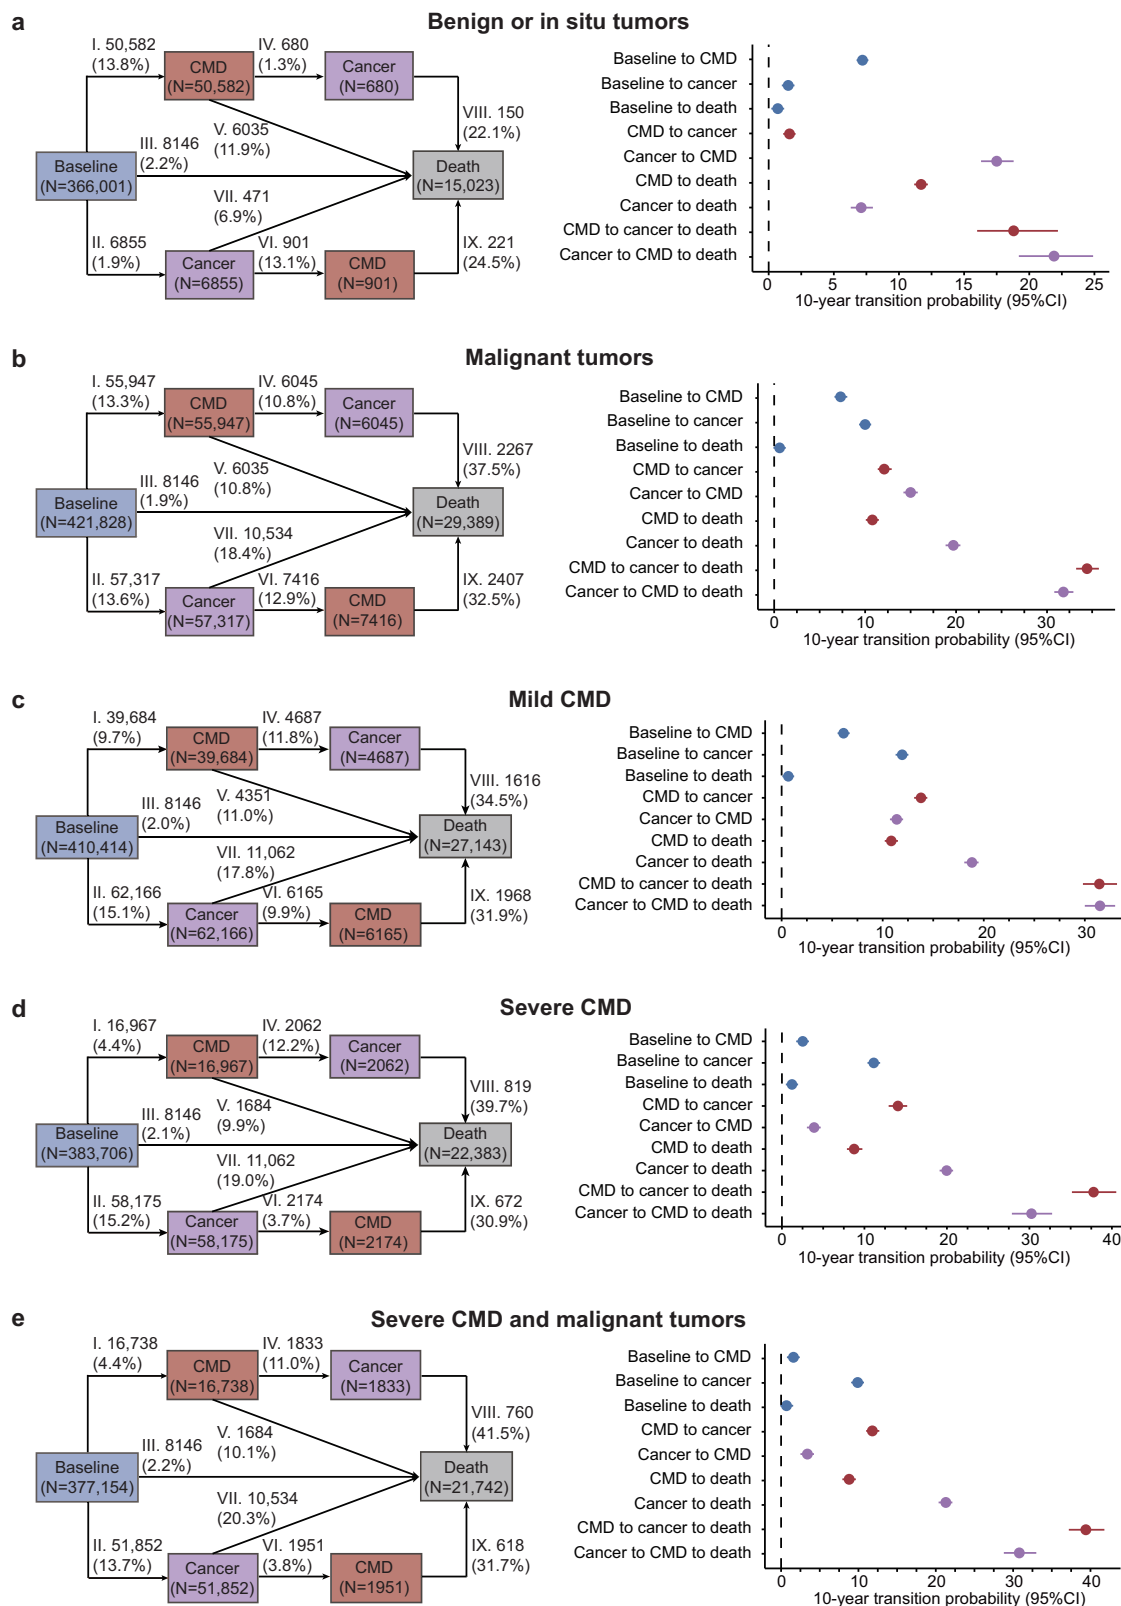 a
Benign or in situ tumors
I. 50,582
(13.8%)
CMD
(N=50,582)
IV. 680
(1.3%)
Cancer
(N=680)
VIII. 150
(22.1%)
V. 6035
(11.9%)
III. 8146
(2.2%)
Baseline
(N=366,001)
Death
(N=15,023)
VII. 471
(6.9%)
II. 6855
(1.9%)
Cancer
(N=6855)
VI. 901
(13.1%)
CMD
(N=901)
IX. 221
(24.5%)
Baseline to CMD
Baseline to cancer
Baseline to death
CMD to cancer
Cancer to CMD
CMD to death
Cancer to death
CMD to cancer to death
Cancer to CMD to death
0 5 10 15 20 25
10-year transition probability (95%CI)
b
Malignant tumors
I. 55,947
(13.3%)
CMD
(N=55,947)
IV. 6045
(10.8%)
Cancer
(N=6045)
VIII. 2267
(37.5%)
V. 6035
(10.8%)
III. 8146
(1.9%)
Baseline
(N=421,828)
Death
(N=29,389)
VII. 10,534
(18.4%)
II. 57,317
(13.6%)
Cancer
(N=57,317)
VI. 7416
(12.9%)
CMD
(N=7416)
IX. 2407
(32.5%)
Baseline to CMD
Baseline to cancer
Baseline to death
CMD to cancer
Cancer to CMD
CMD to death
Cancer to death
CMD to cancer to death
Cancer to CMD to death
0 10 20 30
10-year transition probability (95%CI)
c
Mild CMD
I. 39,684
(9.7%)
CMD
(N=39,684)
IV. 4687
(11.8%)
Cancer
(N=4687)
VIII. 1616
(34.5%)
V. 4351
(11.0%)
III. 8146
(2.0%)
Baseline
(N=410,414)
Death
(N=27,143)
VII. 11,062
(17.8%)
II. 62,166
(15.1%)
Cancer
(N=62,166)
VI. 6165
(9.9%)
CMD
(N=6165)
IX. 1968
(31.9%)
Baseline to CMD
Baseline to cancer
Baseline to death
CMD to cancer
Cancer to CMD
CMD to death
Cancer to death
CMD to cancer to death
Cancer to CMD to death
0 10 20 30
10-year transition probability (95%CI)
d
Severe CMD
I. 16,967
(4.4%)
CMD
(N=16,967)
IV. 2062
(12.2%)
Cancer
(N=2062)
VIII. 819
(39.7%)
V. 1684
(9.9%)
III. 8146
(2.1%)
Baseline
(N=383,706)
Death
(N=22,383)
VII. 11,062
(19.0%)
II. 58,175
(15.2%)
Cancer
(N=58,175)
VI. 2174
(3.7%)
CMD
(N=2174)
IX. 672
(30.9%)
Baseline to CMD
Baseline to cancer
Baseline to death
CMD to cancer
Cancer to CMD
CMD to death
Cancer to death
CMD to cancer to death
Cancer to CMD to death
0 10 20 30 40
10-year transition probability (95%CI)
e
Severe CMD and malignant tumors
I. 16,738
(4.4%)
CMD
(N=16,738)
IV. 1833
(11.0%)
Cancer
(N=1833)
VIII. 760
(41.5%)
V. 1684
(10.1%)
III. 8146
(2.2%)
Baseline
(N=377,154)
Death
(N=21,742)
VII. 10,534
(20.3%)
II. 51,852
(13.7%)
Cancer
(N=51,852)
VI. 1951
(3.8%)
CMD
(N=1951)
IX. 618
(31.7%)
Baseline to CMD
Baseline to cancer
Baseline to death
CMD to cancer
Cancer to CMD
CMD to death
Cancer to death
CMD to cancer to death
Cancer to CMD to death
0 10 20 30 40
10-year transition probability (95%CI)